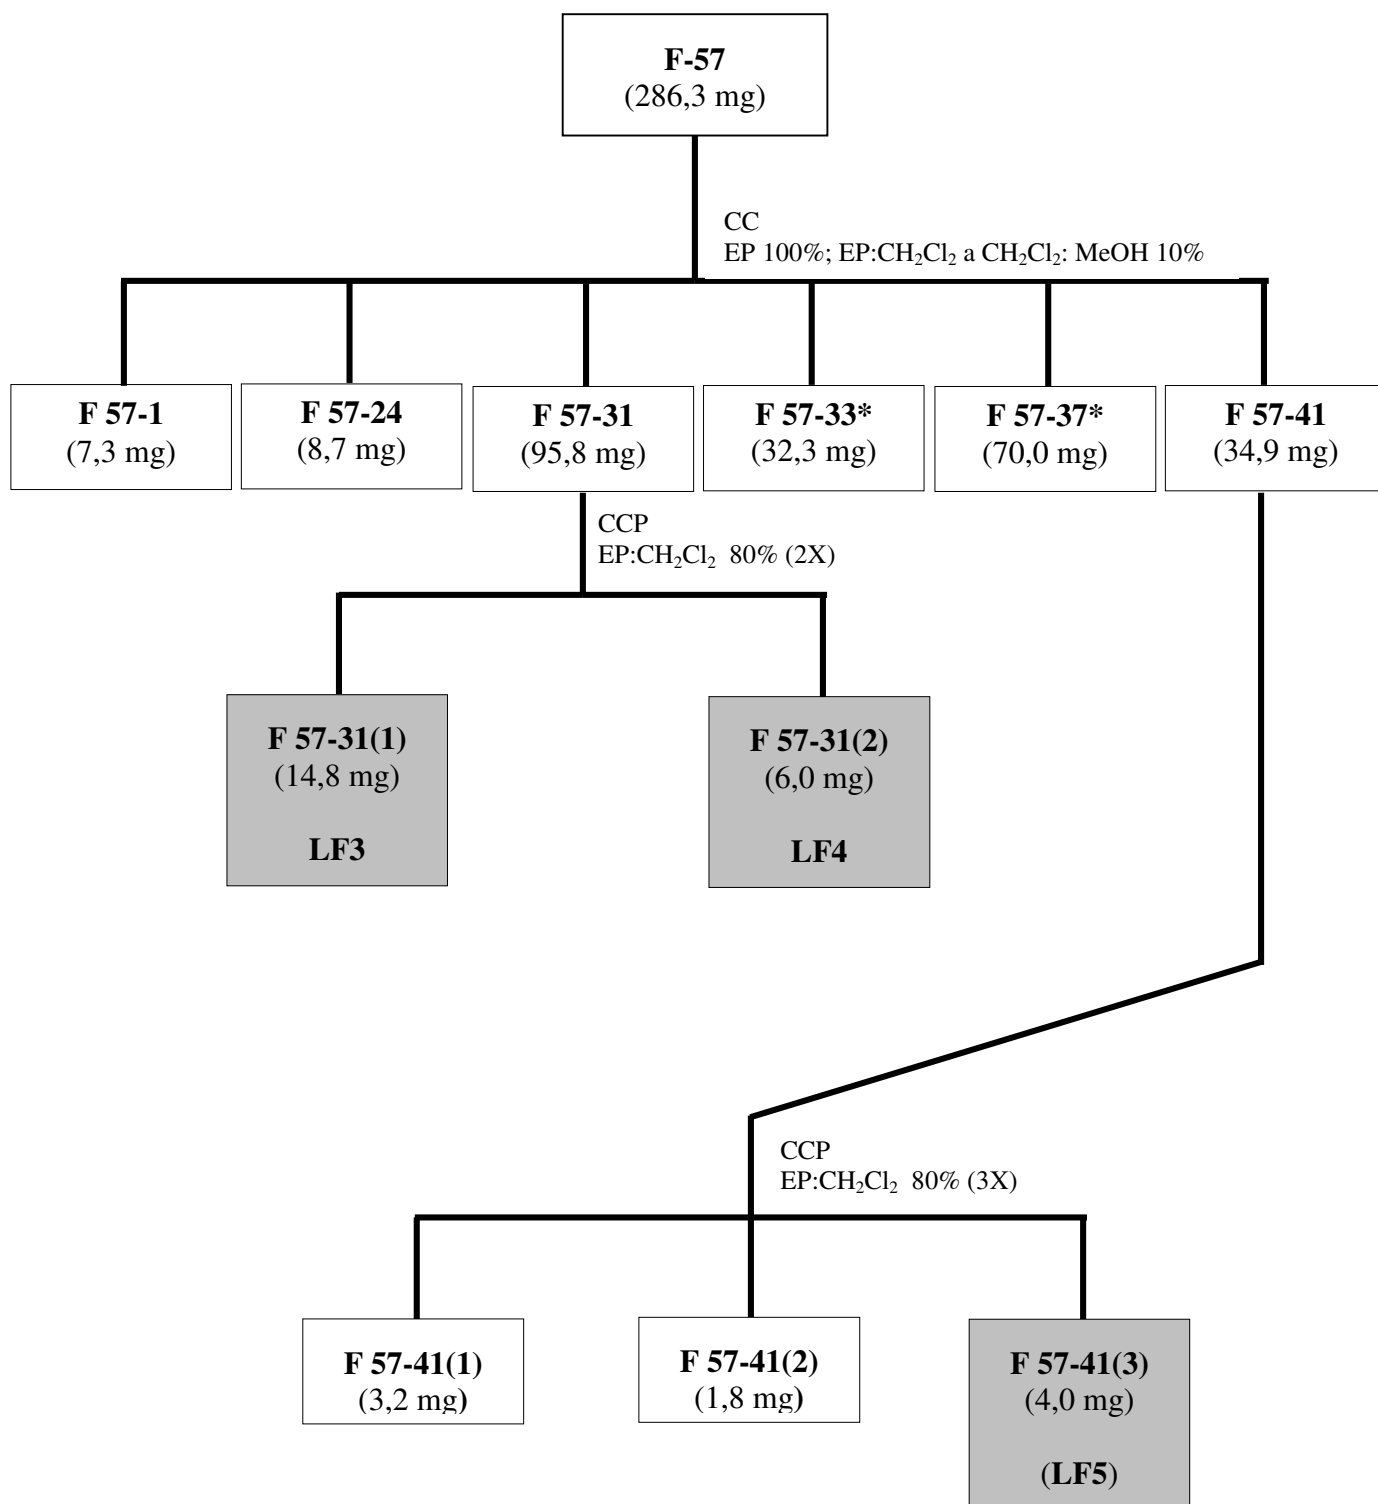 F-57
(286,3 mg)
CC
EP 100%; EP:CH₂Cl₂ a CH₂Cl₂: MeOH 10%
F 57-1
(7,3 mg)
F 57-24
(8,7 mg)
F 57-31
(95,8 mg)
F 57-33*
(32,3 mg)
F 57-37*
(70,0 mg)
F 57-41
(34,9 mg)
CCP
EP:CH₂Cl₂ 80% (2X)
F 57-31(1)
(14,8 mg)
LF3
F 57-31(2)
(6,0 mg)
LF4
CCP
EP:CH₂Cl₂ 80% (3X)
F 57-41(1)
(3,2 mg)
F 57-41(2)
(1,8 mg)
F 57-41(3)
(4,0 mg)
(LF5)